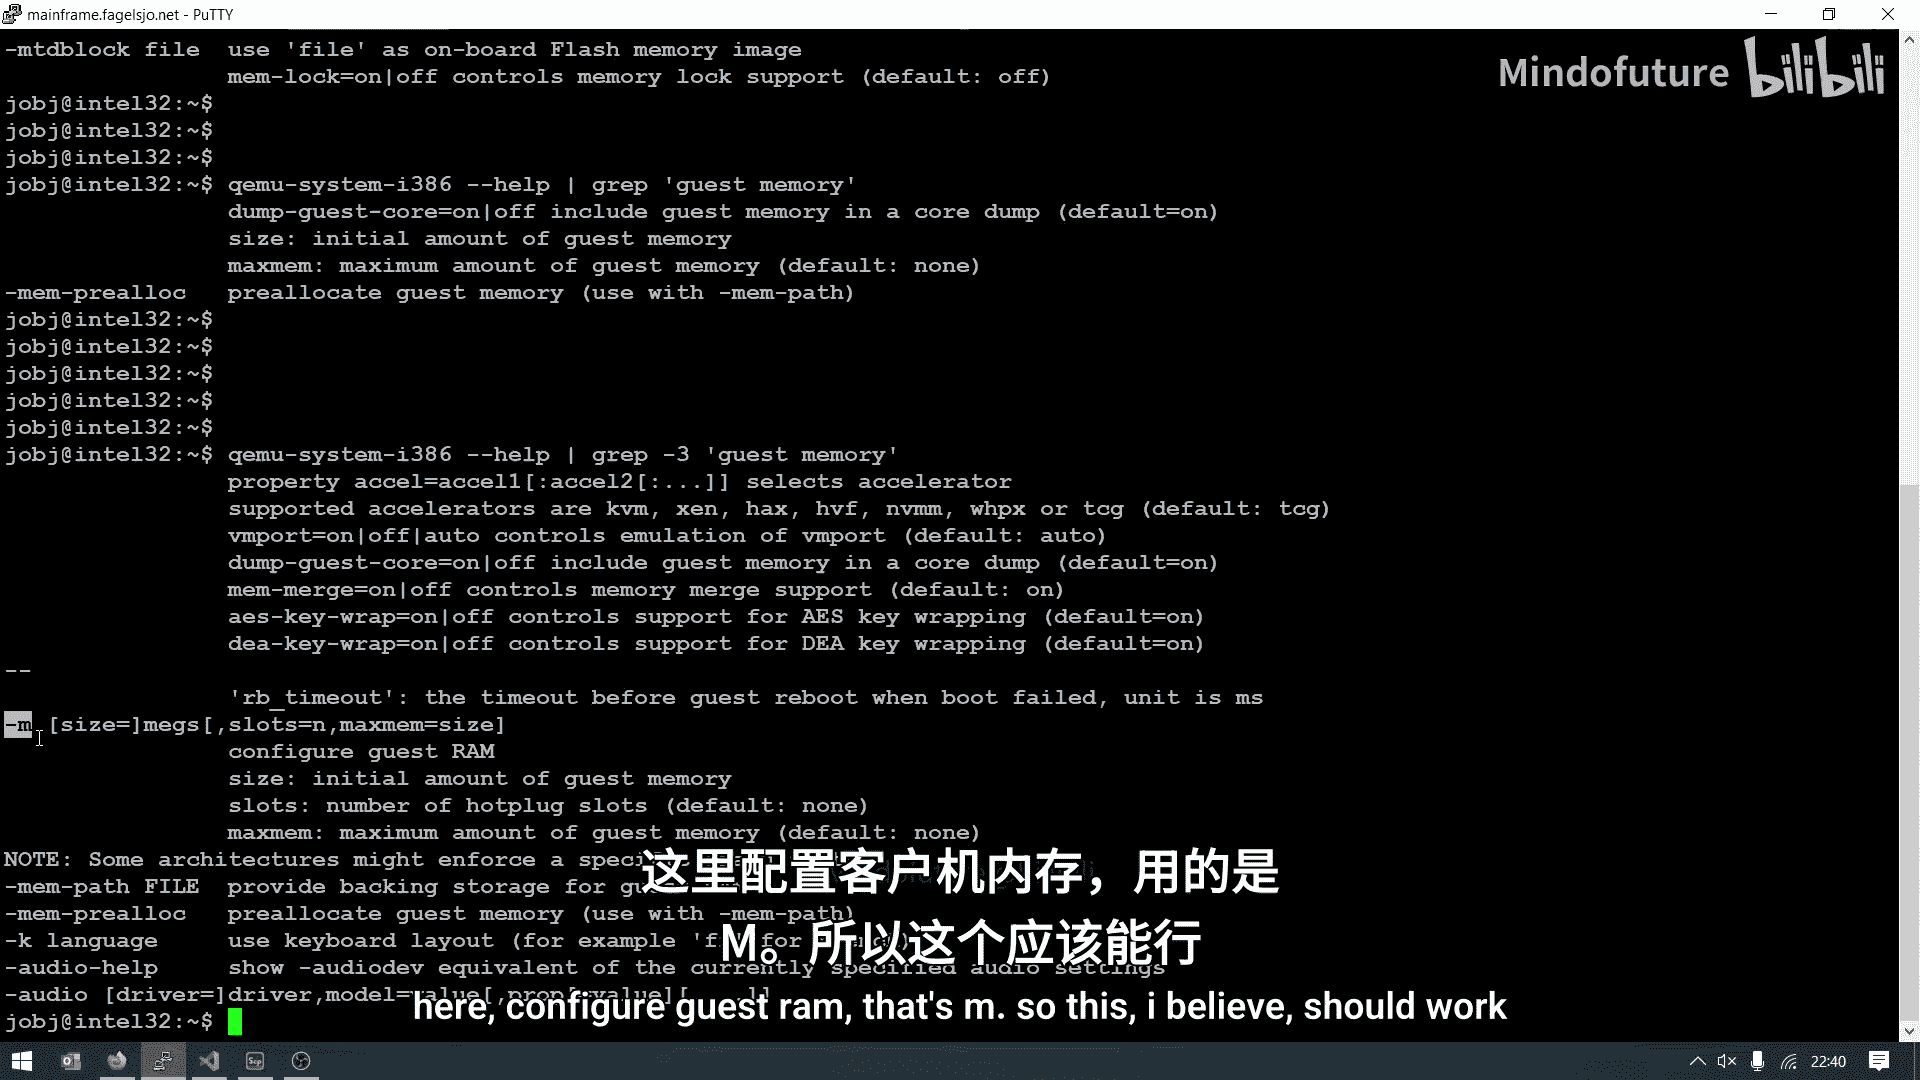 mainframe.fagelsjo.net - PuTTY
-mtdblock file  use 'file' as on-board Flash memory image
mem-lock=on|off controls memory lock support (default: off)
Mindofuture bilibili
jobj@intel32:~$
jobj@intel32:~$
jobj@intel32:~$
jobj@intel32:~$ qemu-system-i386 --help | grep 'guest memory'
dump-guest-core=on|off include guest memory in a core dump (default=on)
size: initial amount of guest memory
maxmem: maximum amount of guest memory (default: none)
-mem-prealloc   preallocate guest memory (use with -mem-path)
jobj@intel32:~$
jobj@intel32:~$
jobj@intel32:~$
jobj@intel32:~$
jobj@intel32:~$
jobj@intel32:~$ qemu-system-i386 --help | grep -3 'guest memory'
property accel=accel1[:accel2[:...]] selects accelerator
supported accelerators are kvm, xen, hax, hvf, nvmm, whpx or tcg (default: tcg)
vmport=on|off|auto controls emulation of vmport (default: auto)
dump-guest-core=on|off include guest memory in a core dump (default=on)
mem-merge=on|off controls memory merge support (default: on)
aes-key-wrap=on|off controls support for AES key wrapping (default=on)
dea-key-wrap=on|off controls support for DEA key wrapping (default=on)
--
'rb_timeout': the timeout before guest reboot when boot failed, unit is ms
-m [size=]megs[,slots=n,maxmem=size]
configure guest RAM
size: initial amount of guest memory
slots: number of hotplug slots (default: none)
maxmem: maximum amount of guest memory (default: none)
NOTE: Some architectures might enforce a
-mem-path FILE  provide backing storage for
-mem-prealloc   preallocate guest memory (use with -mem-path)
-k language     use keyboard layout (for example
-audio-help     show -audiodev equivalent of the currently specified audio settings
-audio [driver=]driver,model=value[,prop[=value][,...]]
jobj@intel32:~$
这里配置客户机内存，用的是
M。所以这个应该能行
here, configure guest ram, that's m. so this, i believe, should work
22:40